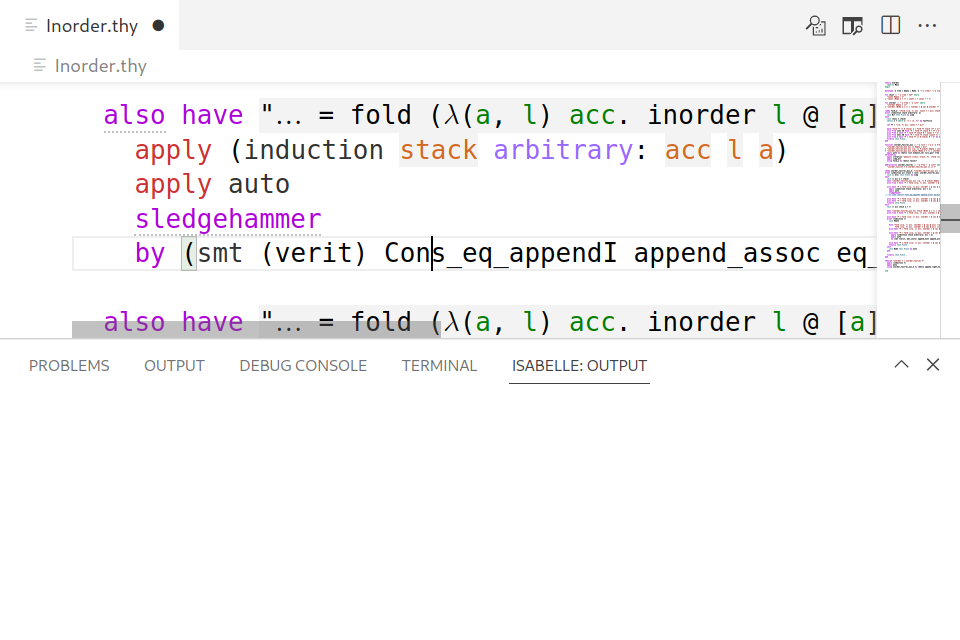 Inorder.thy
Inorder.thy
also have "... = fold (λ(a, l) acc. inorder l @ [a]
apply (induction stack arbitrary: acc l a)
apply auto
sledgehammer
by (smt (verit) Cons_eq_appendI append_assoc eq_
also have "... = fold (λ(a, l) acc. inorder l @ [a]
PROBLEMS OUTPUT DEBUG CONSOLE TERMINAL ISABELLE: OUTPUT